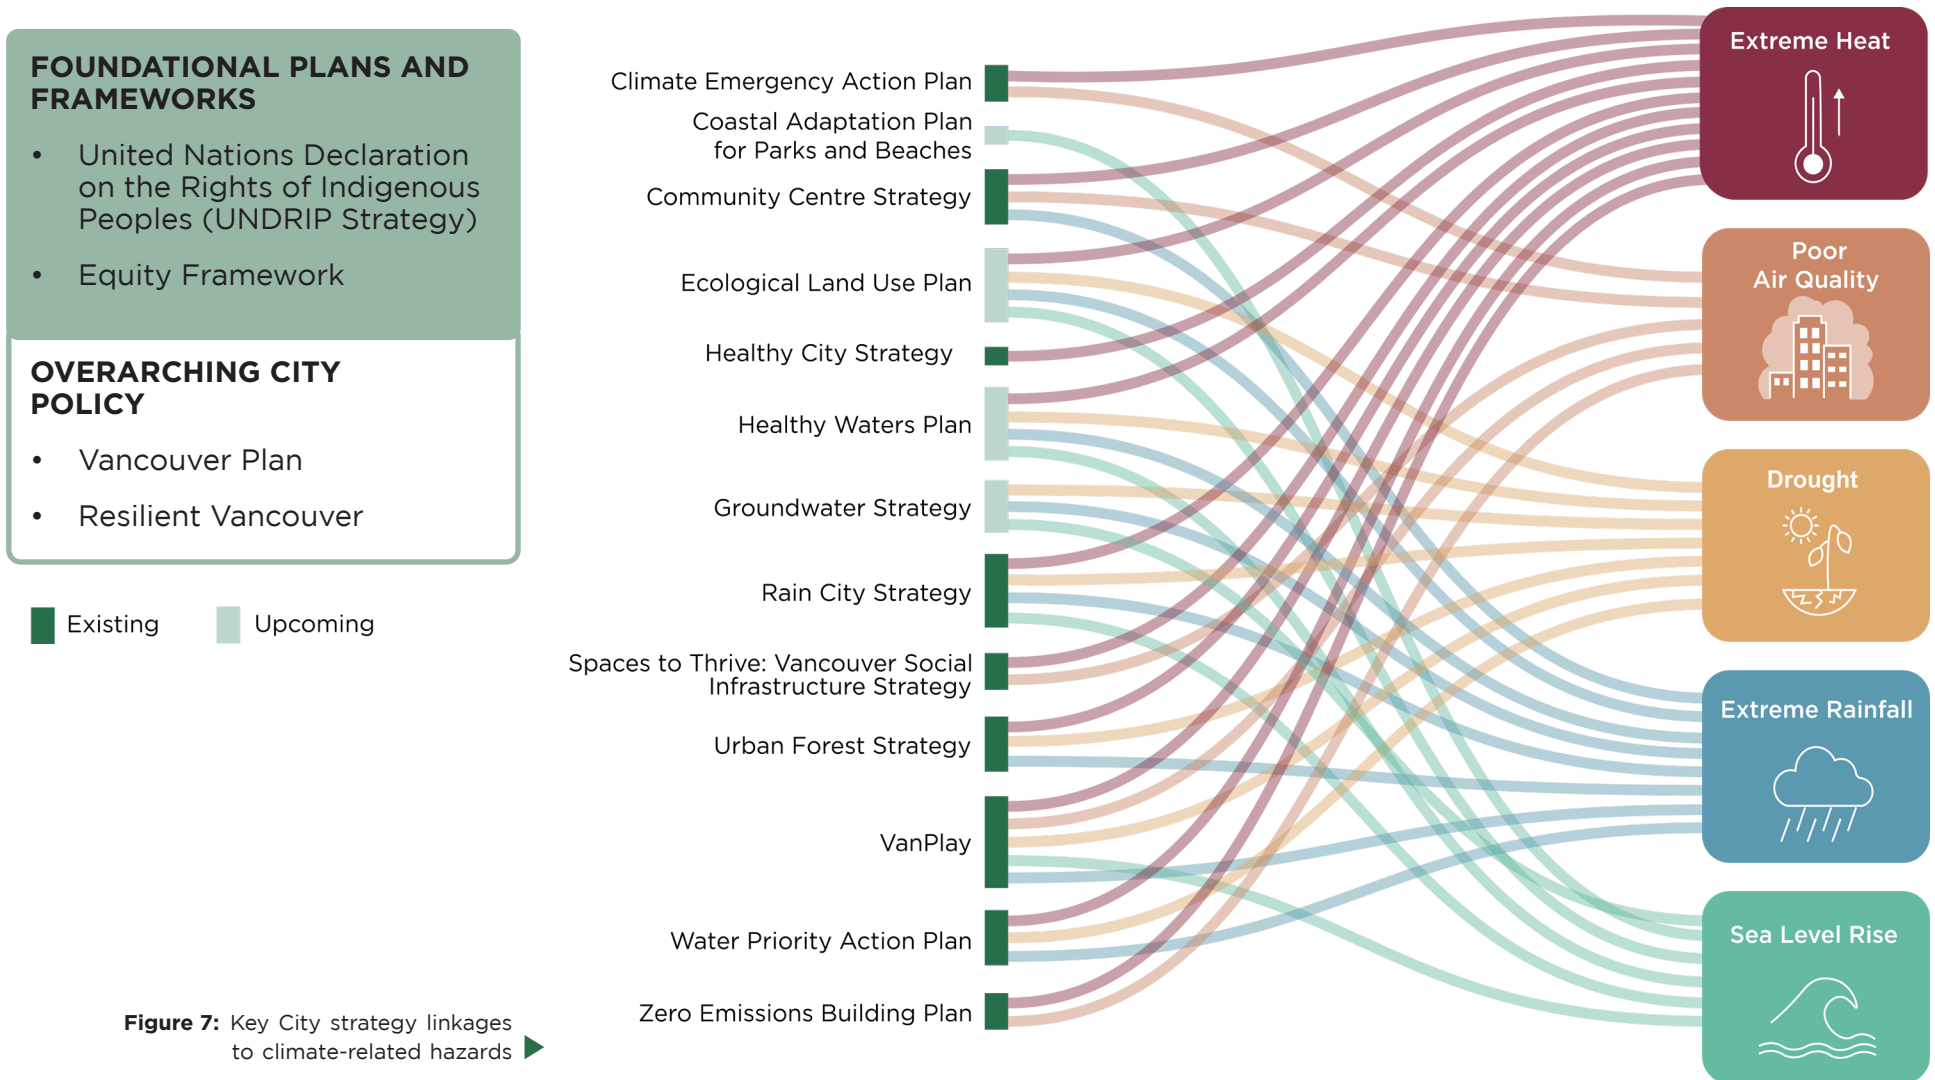 FOUNDATIONAL PLANS AND
FRAMEWORKS
• United Nations Declaration
on the Rights of Indigenous
Peoples (UNDRIP Strategy)
• Equity Framework
OVERARCHING CITY
POLICY
• Vancouver Plan
• Resilient Vancouver
Existing
Upcoming
Figure 7: Key City strategy linkages
to climate-related hazards
Climate Emergency Action Plan
Coastal Adaptation Plan
for Parks and Beaches
Community Centre Strategy
Ecological Land Use Plan
Healthy City Strategy
Healthy Waters Plan
Groundwater Strategy
Rain City Strategy
Spaces to Thrive: Vancouver Social
Infrastructure Strategy
Urban Forest Strategy
VanPlay
Water Priority Action Plan
Zero Emissions Building Plan
Extreme Heat
Poor
Air Quality
Drought
Extreme Rainfall
Sea Level Rise